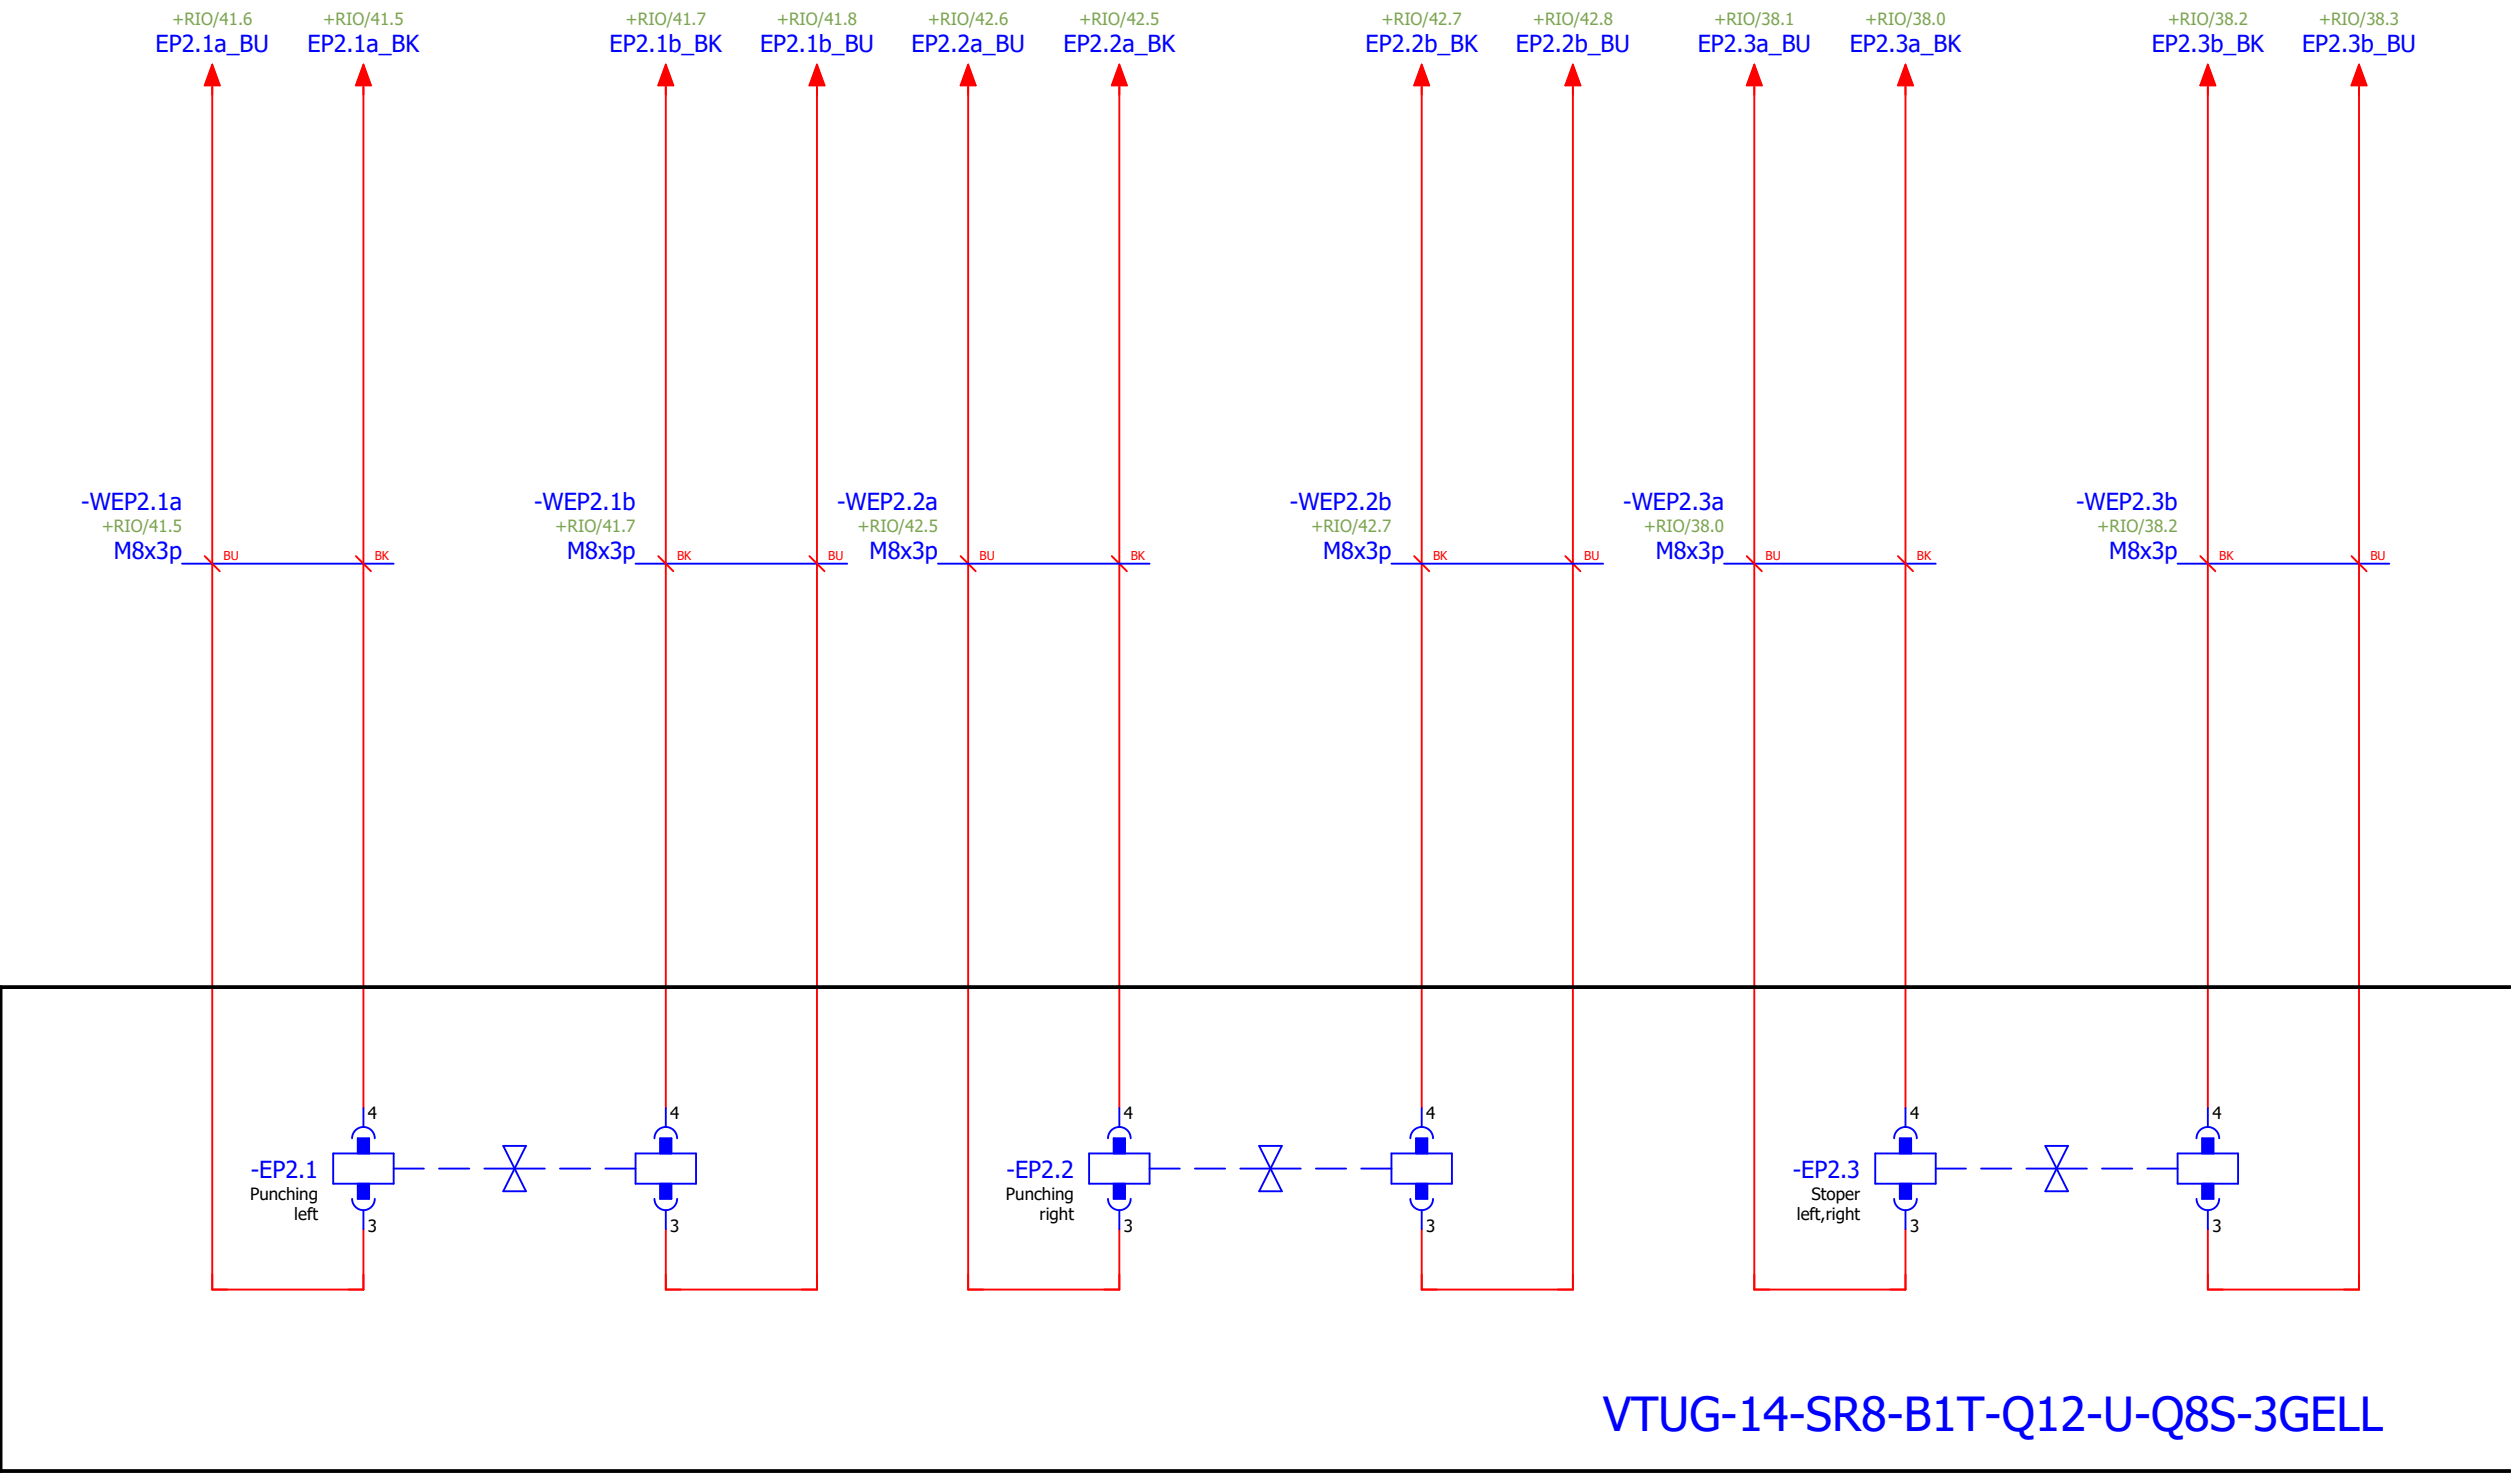 +RIO/41.6 +RIO/41.5 +RIO/41.7 +RIO/41.8 +RIO/42.6 +RIO/42.5 +RIO/42.7 +RIO/42.8 +RIO/38.1 +RIO/38.0 +RIO/38.2 +RIO/38.3
EP2.1a_BU EP2.1a_BK EP2.1b_BK EP2.1b_BU EP2.2a_BU EP2.2a_BK EP2.2b_BK EP2.2b_BU EP2.3a_BU EP2.3a_BK EP2.3b_BK EP2.3b_BU
-WEP2.1a -WEP2.1b -WEP2.2a -WEP2.2b -WEP2.3a -WEP2.3b
+RIO/41.5 +RIO/41.7 +RIO/42.5 +RIO/42.7 +RIO/38.0 +RIO/38.2
M8x3p BU BK M8x3p BK BU M8x3p BU BK M8x3p BK BU M8x3p BU BK M8x3p BK BU
4 4 4 4 4 4
-EP2.1 -EP2.2 -EP2.3
Punching Punching Stoper
left right left,right
3 3 3 3 3 3
VTUG-14-SR8-B1T-Q12-U-Q8S-3GELL